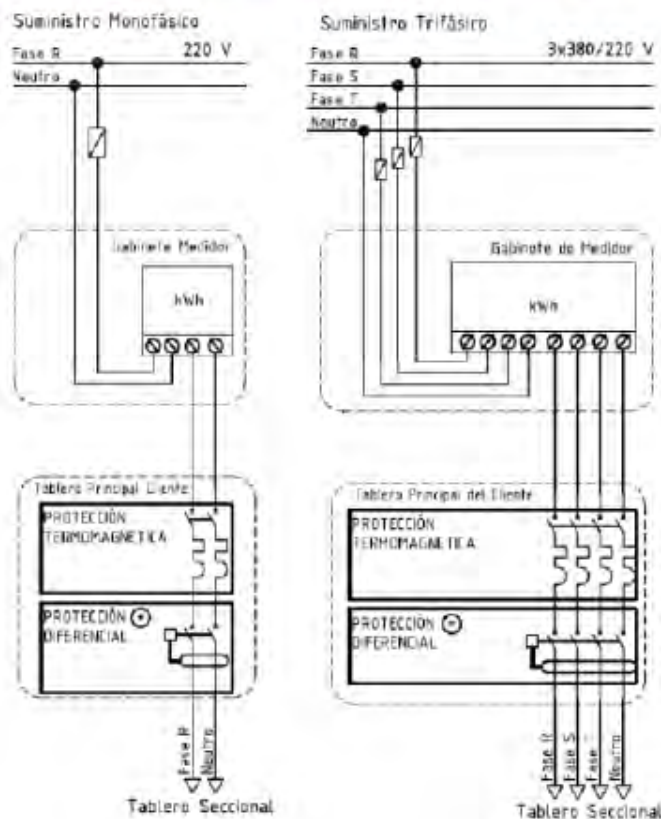 Suministro Monofásico
Fase R 220 V
Neutro
Gabinete Medidor
kWh
Tablero Principal Cliente
PROTECCIÓN
TERMOMAGNETICA
PROTECCIÓN
DIFERENCIAL
Fase R
Neutro
Tablero Seccional
Suministro Trifásico
Fase R 3x380/220 V
Fase S
Fase T
Neutro
Gabinete de Medidor
kWh
Tablero Principal del Cliente
PROTECCIÓN
TERMOMAGNETICA
PROTECCIÓN
DIFERENCIAL
Fase R
Fase S
Fase T
Neutro
Tablero Seccional